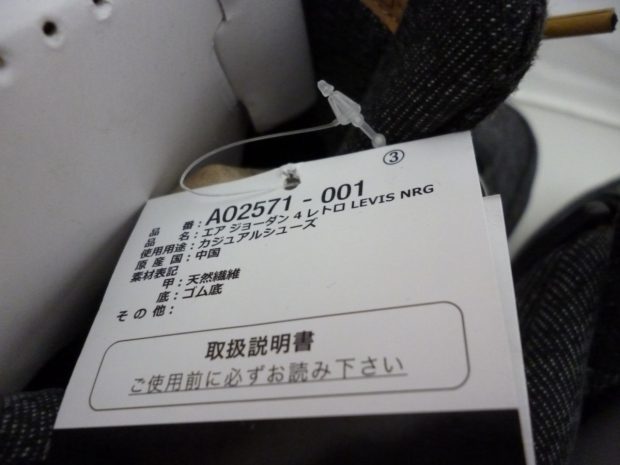 ③
品　番：AO2571 - 001
品　名：エア ジョーダン 4 レトロ LEVIS NRG
使用用途：カジュアルシューズ
原 産 国：中国
素材表記
甲：天然繊維
底：ゴム底
そ の 他：
取扱説明書
ご使用前に必ずお読み下さい